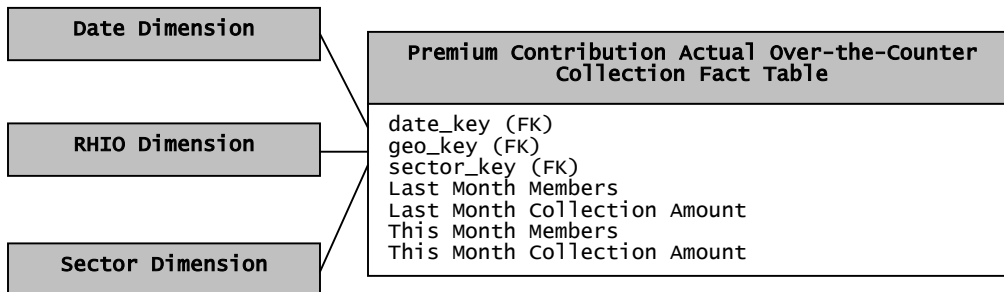 Date Dimension
RHIO Dimension
Sector Dimension
Premium Contribution Actual Over-the-Counter
Collection Fact Table
date_key (FK)
geo_key (FK)
sector_key (FK)
Last Month Members
Last Month Collection Amount
This Month Members
This Month Collection Amount